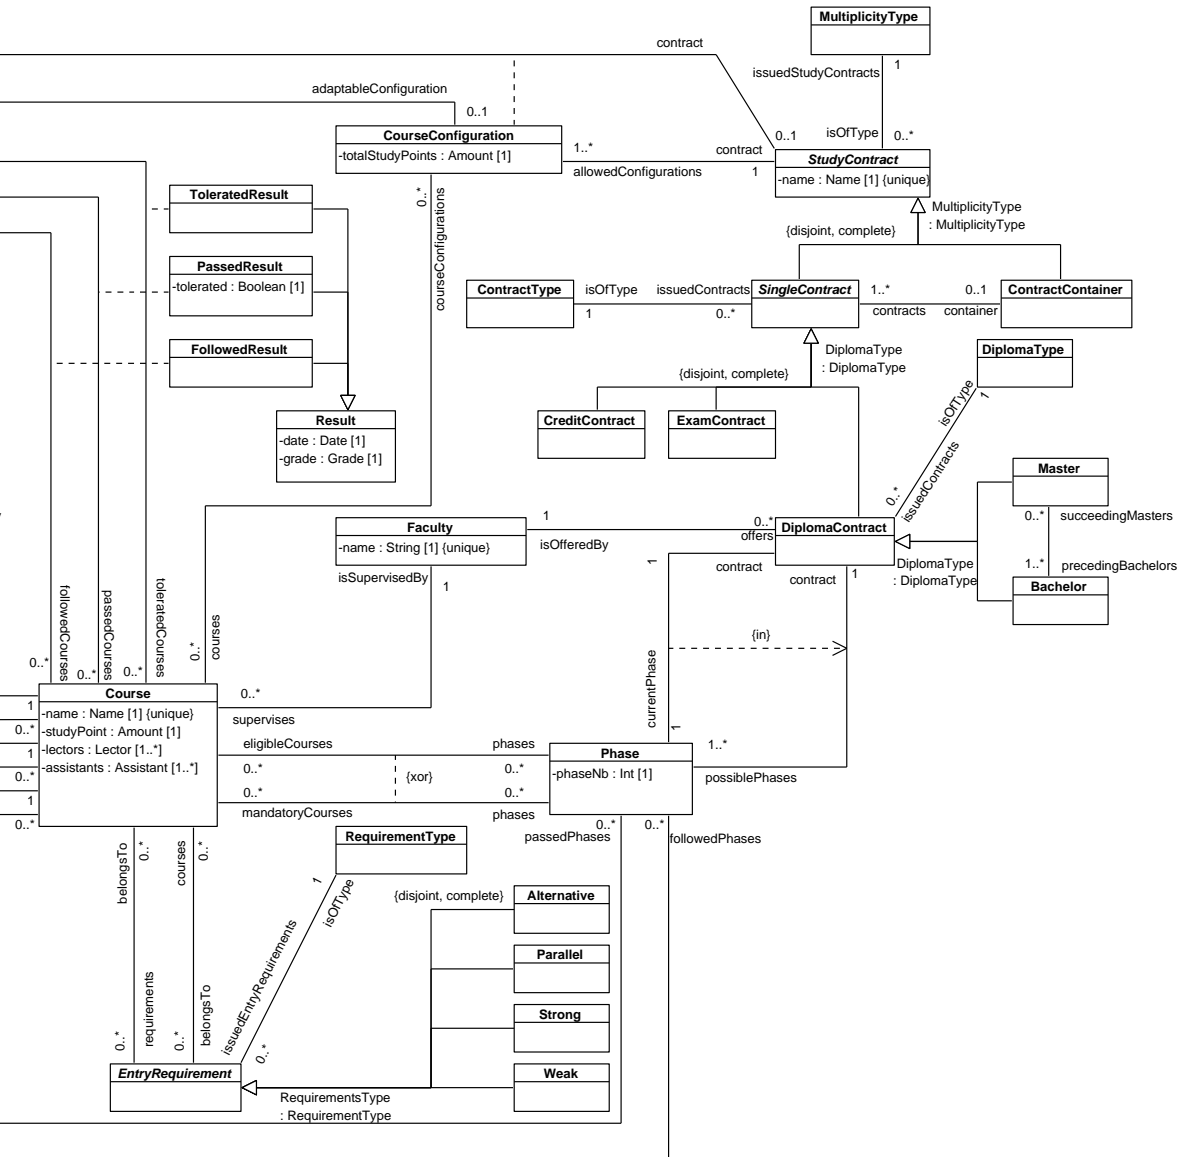 MultiplicityType
contract
issuedStudyContracts
1
adaptableConfiguration
0..1
CourseConfiguration
-totalStudyPoints : Amount [1]
1..*
allowedConfigurations
contract
1
0..1
isOfType
0..*
StudyContract
-name : Name [1] {unique}
MultiplicityType
: MultiplicityType
{disjoint, complete}
ToleratedResult
0..*
courseConfigurations
PassedResult
-tolerated : Boolean [1]
FollowedResult
Result
-date : Date [1]
-grade : Grade [1]
ContractType
isOfType
1
issuedContracts
0..*
SingleContract
1..*
contracts
0..1
container
ContractContainer
DiplomaType
: DiplomaType
{disjoint, complete}
DiplomaType
1
isOfType
issuedContracts
0..*
CreditContract
ExamContract
Master
0..*
succeedingMasters
1..*
precedingBachelors
Bachelor
Faculty
-name : String [1] {unique}
1
isOfferedBy
0..*
offers
DiplomaContract
DiplomaType
: DiplomaType
isSupervisedBy
1
1
contract
contract
1
{in}
currentPhase
1
followedCourses
0..*
passedCourses
0..*
toleratedCourses
0..*
courses
0..*
Course
-name : Name [1] {unique}
-studyPoint : Amount [1]
-lectors : Lector [1..*]
-assistants : Assistant [1..*]
1
0..*
1
0..*
1
0..*
0..*
supervises
eligibleCourses
0..*
phases
0..*
{xor}
0..*
mandatoryCourses
0..*
phases
Phase
-phaseNb : Int [1]
1..*
possiblePhases
0..*
passedPhases
0..*
followedPhases
belongsTo
0..*
courses
0..*
RequirementType
1
isOfType
issuedEntryRequirements
0..*
{disjoint, complete}
Alternative
Parallel
Strong
Weak
0..*
requirements
0..*
belongsTo
EntryRequirement
RequirementsType
: RequirementType